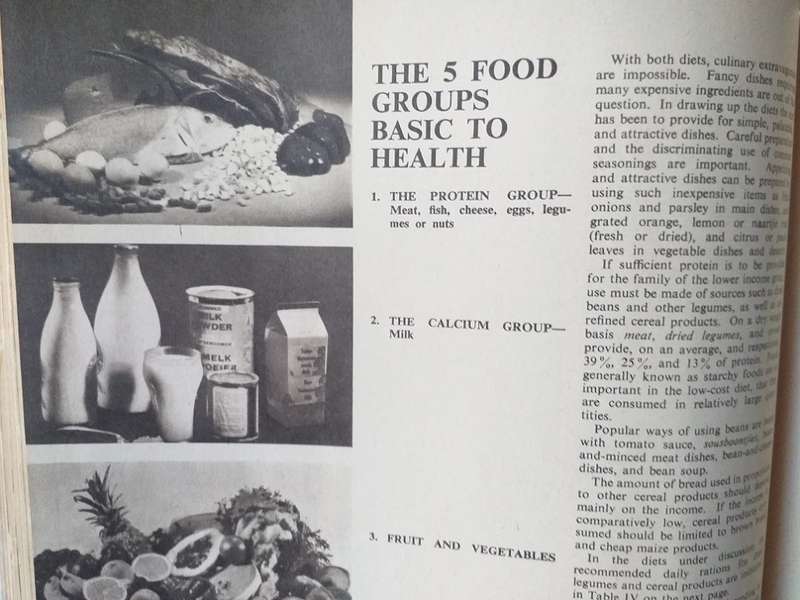 THE 5 FOOD
GROUPS
BASIC TO
HEALTH
1. THE PROTEIN GROUP—
Meat, fish, cheese, eggs, legu-
mes or nuts
MILK
POWDER
MELK
2. THE CALCIUM GROUP—
Milk
3. FRUIT AND VEGETABLES
With both diets, culinary
are impossible. Fancy dishes
many expensive ingredients are out of
question. In drawing up the diets the
has been to provide for simple,
and attractive dishes. Careful
and the discriminating use of
seasonings are important.
and attractive dishes can be
using such inexpensive items as
onions and parsley in main dishes,
grated orange, lemon or naartje
(fresh or dried), and citrus or
leaves in vegetable dishes and
If sufficient protein is to be
for the family of the lower income
use must be made of sources such
beans and other legumes, as well
refined cereal products. On a dry
basis meat, dried legumes, and
provide, on an average, and
39%, 25%, and 13% of protein.
generally known as starchy foods
important in the low-cost diet,
are consumed in relatively large
tities.
Popular ways of using beans are
with tomato sauce,
and-minced meat dishes,
dishes, and bean soup.
The amount of bread used in
to other cereal products should
mainly on the income. If the
comparatively low, cereal products
sumed should be limited to brown
and cheap maize products.
In the diets under discussion
recommended daily rations
legumes and cereal products are
in Table IV on the next page.